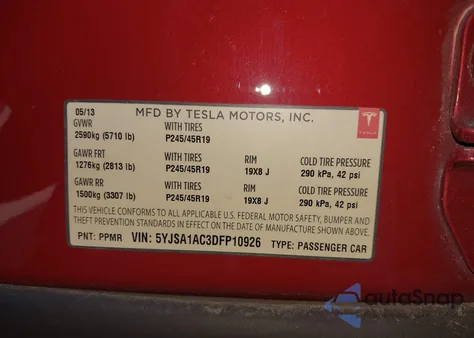 05/13 MFD BY TESLA MOTORS, INC.
GVWR WITH TIRES
2590kg (5710 lb) P245/45R19
GAWR FRT WITH TIRES RIM COLD TIRE PRESSURE
1276kg (2813 lb) P245/45R19 19X8 J 290 kPa, 42 psi
GAWR RR WITH TIRES RIM COLD TIRE PRESSURE
1500kg (3307 lb) P245/45R19 19X8 J 290 kPa, 42 psi
THIS VEHICLE CONFORMS TO ALL APPLICABLE U.S. FEDERAL MOTOR SAFETY, BUMPER AND
THEFT PREVENTION STANDARDS IN EFFECT ON THE DATE OF MANUFACTURE SHOWN ABOVE.
PNT: PPMR VIN: 5YJSA1AC3DFP10926 TYPE: PASSENGER CAR
TESLA
autoSnap